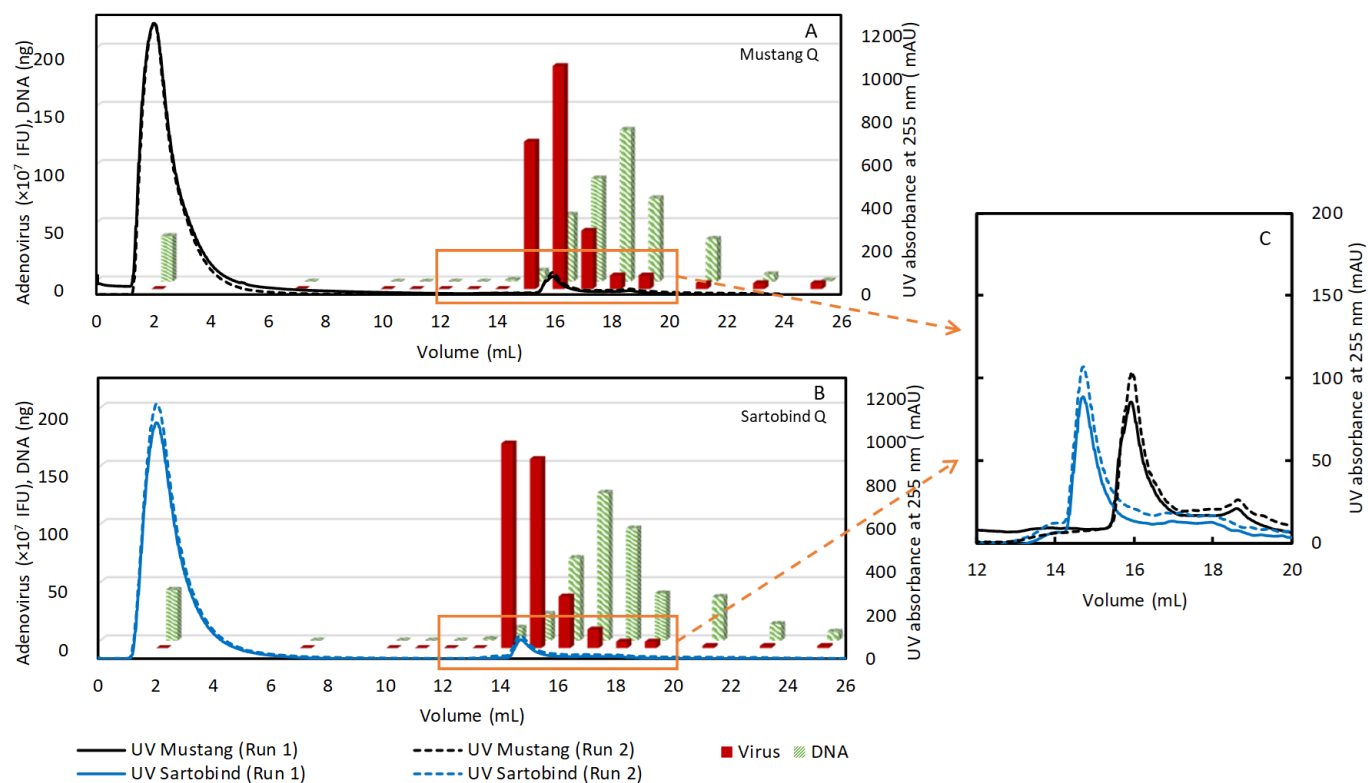 A
Mustang Q
Adenovirus (×10⁷ IFU), DNA (ng)
200
150
100
50
0
UV absorbance at 255 nm ( mAU)
1200
1000
800
600
400
200
0
0 2 4 6 8 10 12 14 16 18 20 22 24 26
Volume (mL)
B
Sartobind Q
Adenovirus (×10⁷ IFU), DNA (ng)
200
150
100
50
0
UV absorbance at 255 nm ( mAU)
1200
1000
800
600
400
200
0
0 2 4 6 8 10 12 14 16 18 20 22 24 26
Volume (mL)
C
200
150
100
50
0
UV absorbance at 255 nm (mAU)
12 14 16 18 20
Volume (mL)
UV Mustang (Run 1) UV Mustang (Run 2) Virus DNA
UV Sartobind (Run 1) UV Sartobind (Run 2)